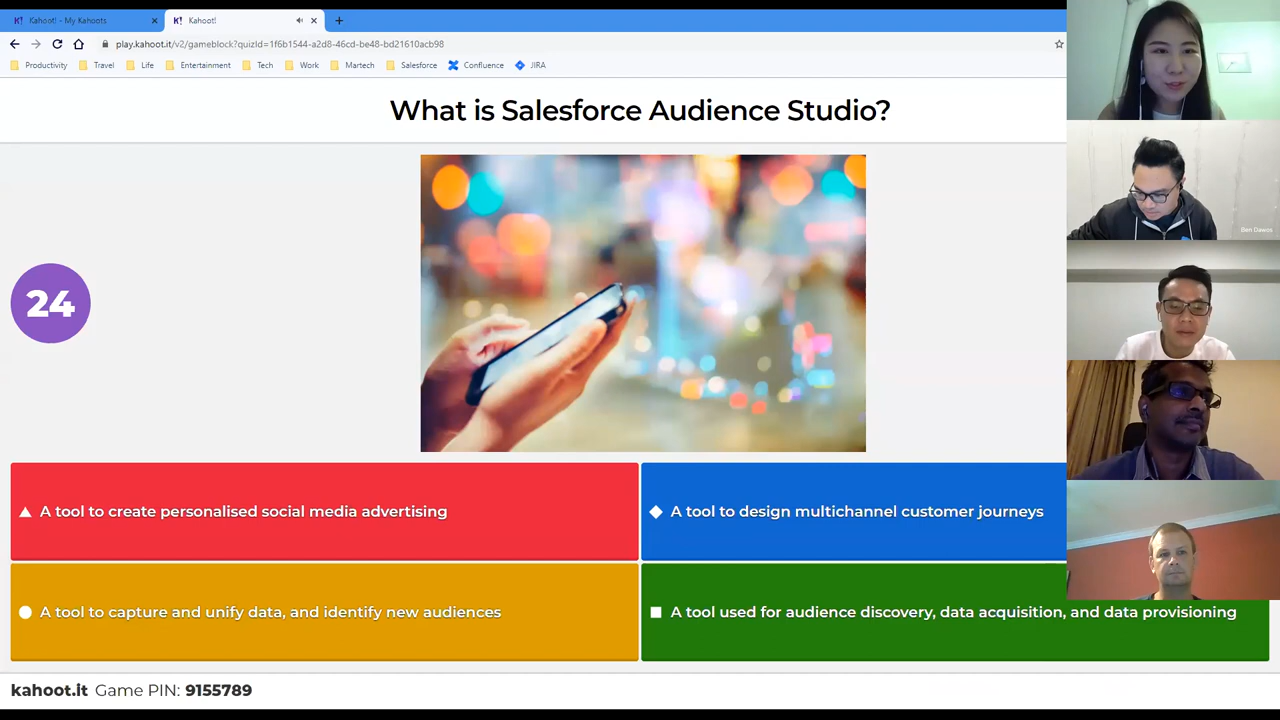 K! Kahoot! - My Kahoots
K! Kahoot!
play.kahoot.it/v2/gameblock?quizId=1f6b1544-a2d8-46cd-be48-bd21610acb98
Productivity Travel Life Entertainment Tech Work Martech Salesforce Confluence JIRA
What is Salesforce Audience Studio?
Ben Dawos
24
A tool to create personalised social media advertising
A tool to design multichannel customer journeys
A tool to capture and unify data, and identify new audiences
A tool used for audience discovery, data acquisition, and data provisioning
kahoot.it Game PIN: 9155789